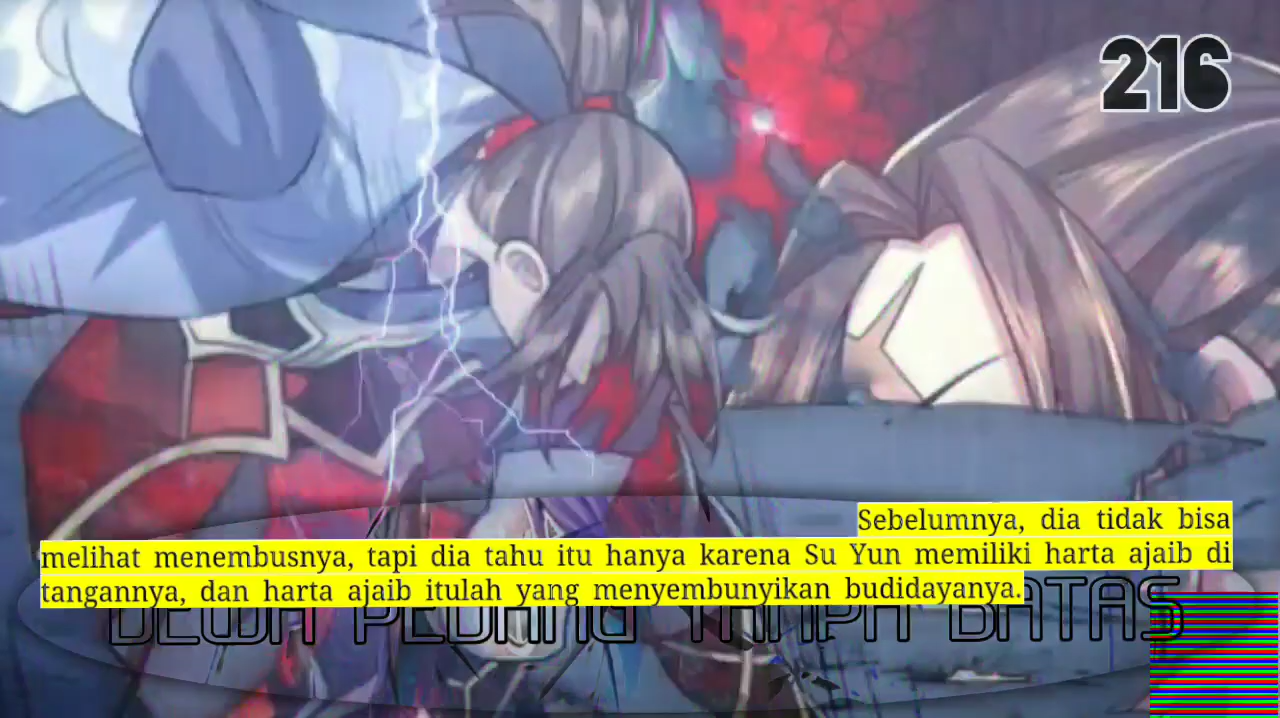 216
Sebelumnya, dia tidak bisa
melihat menembusnya, tapi dia tahu itu hanya karena Su Yun memiliki harta ajaib di
tangannya, dan harta ajaib itulah yang menyembunyikan budidayanya.
DEWA PEDANG TANPA BATAS